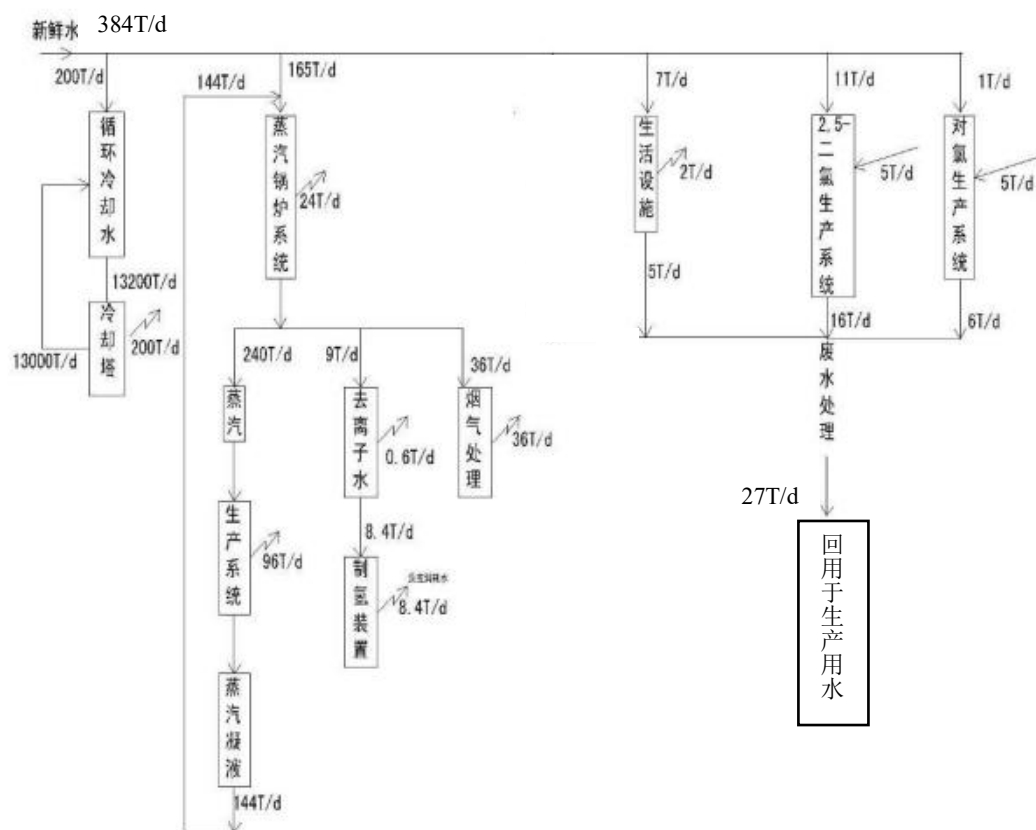 新鲜水 384T/d
200T/d
144T/d
165T/d
7T/d
11T/d
1T/d
循环冷却水
蒸汽锅炉系统
24T/d
生活设施
2T/d
2,5-二氯生产系统
5T/d
对氯生产系统
5T/d
13200T/d
冷却塔
200T/d
13000T/d
5T/d
16T/d
6T/d
240T/d
9T/d
36T/d
蒸汽
去离子水
0.6T/d
烟气处理
36T/d
废水处理
生产系统
96T/d
8.4T/d
制氢装置
8.4T/d
27T/d
回用于生产用水
蒸汽凝液
144T/d